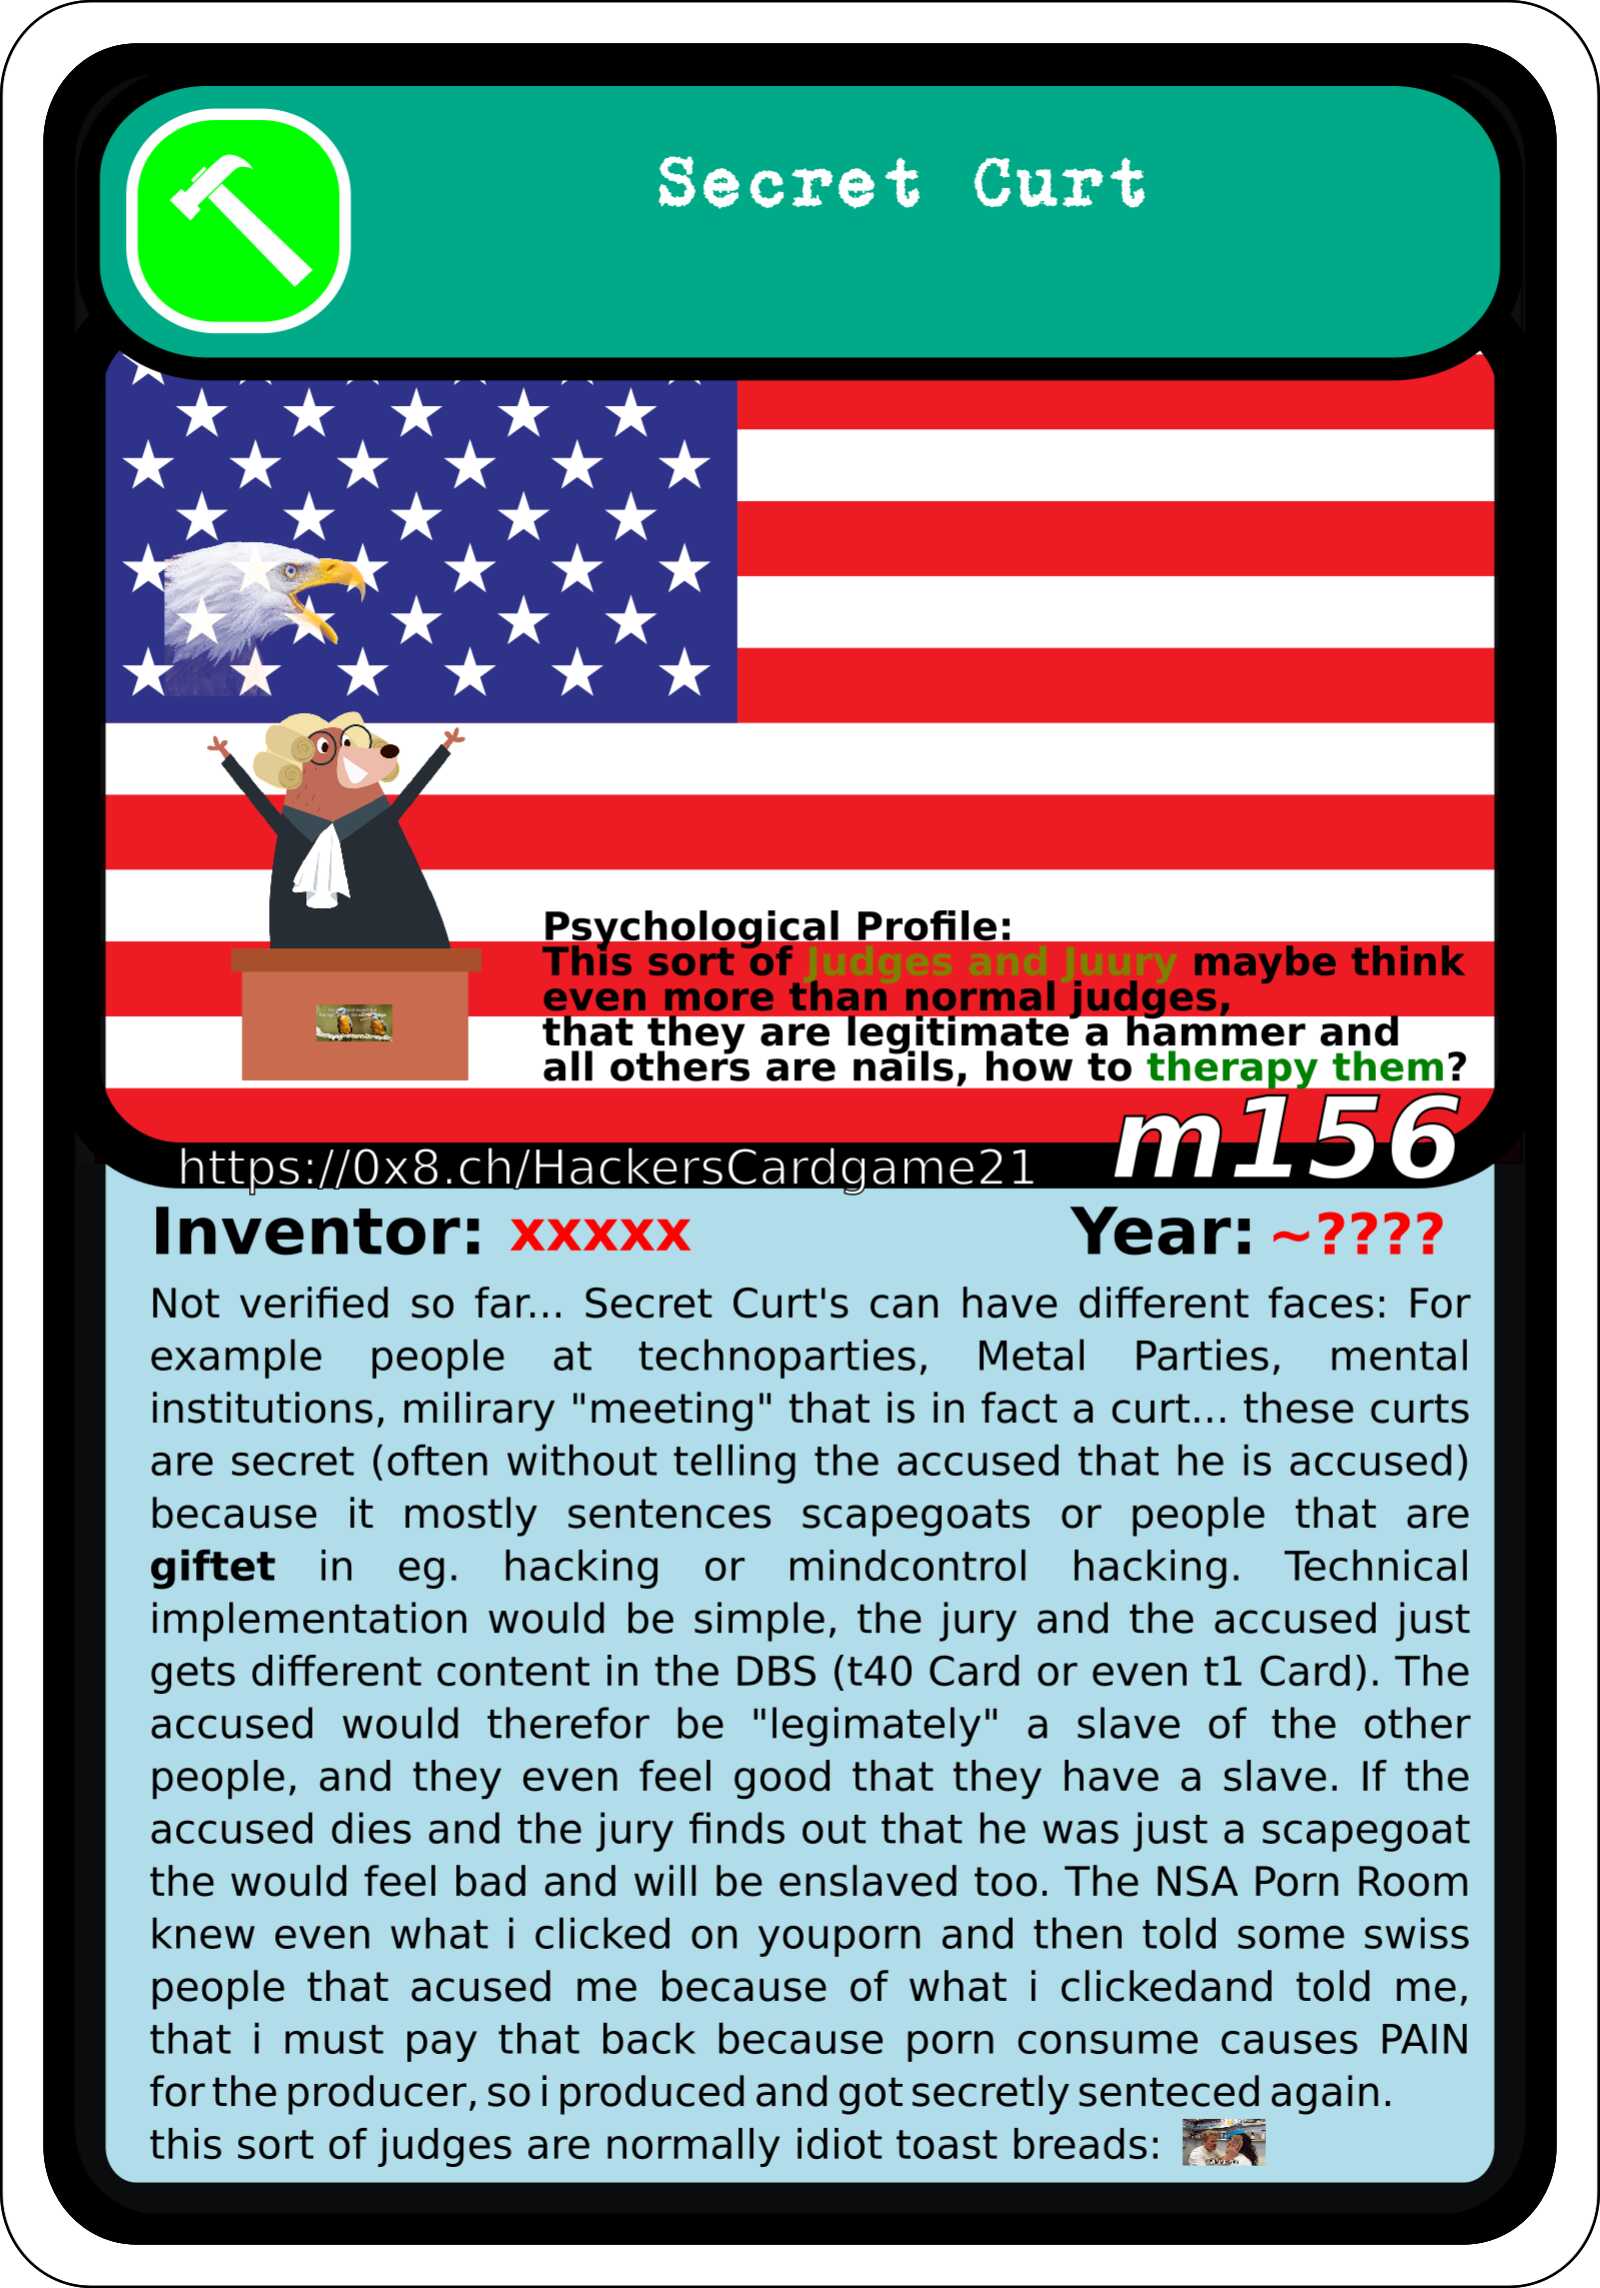 Secret Curt
Psychological Profile:
This sort of Judges and Juury maybe think
even more than normal judges,
that they are legitimate a hammer and
all others are nails, how to therapy them?
m156
https://0x8.ch/HackersCardgame21
Inventor: xxxxx
Year: ~????
Not verified so far... Secret Curt's can have different faces: For
example people at technoparties, Metal Parties, mental
institutions, milirary "meeting" that is in fact a curt... these curts
are secret (often without telling the accused that he is accused)
because it mostly sentences scapegoats or people that are
giftet in eg. hacking or mindcontrol hacking. Technical
implementation would be simple, the jury and the accused just
gets different content in the DBS (t40 Card or even t1 Card). The
accused would therefor be "legimately" a slave of the other
people, and they even feel good that they have a slave. If the
accused dies and the jury finds out that he was just a scapegoat
the would feel bad and will be enslaved too. The NSA Porn Room
knew even what i clicked on youporn and then told some swiss
people that acused me because of what i clickedand told me,
that i must pay that back because porn consume causes PAIN
for the producer, so i produced and got secretly senteced again.
this sort of judges are normally idiot toast breads: